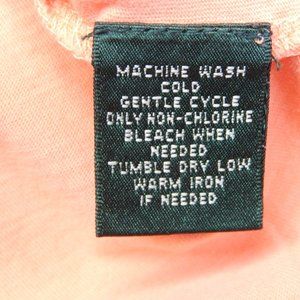 MACHINE WASH
COLD
GENTLE CYCLE
ONLY NON-CHLORINE
BLEACH WHEN
NEEDED
TUMBLE DRY LOW
WARM IRON
IF NEEDED